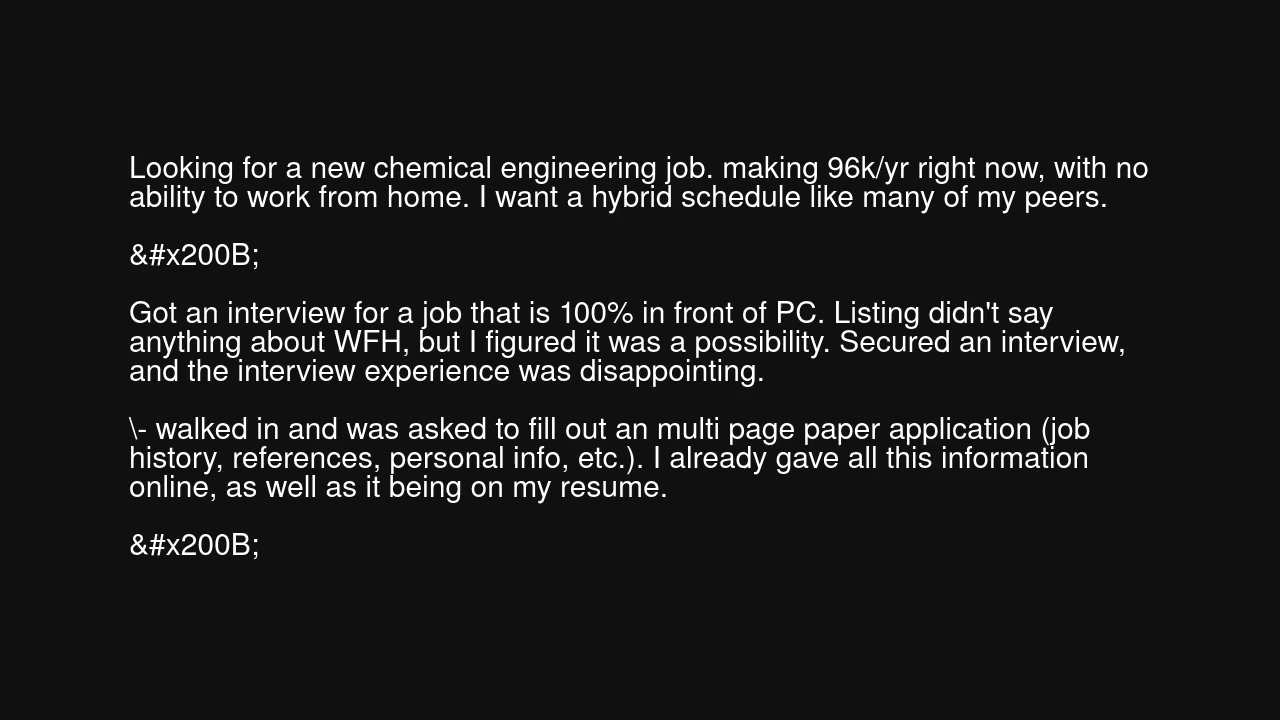 Looking for a new chemical engineering job. making 96k/yr right now, with no
ability to work from home. I want a hybrid schedule like many of my peers.
&#x200B;
Got an interview for a job that is 100% in front of PC. Listing didn't say
anything about WFH, but I figured it was a possibility. Secured an interview,
and the interview experience was disappointing.
\- walked in and was asked to fill out an multi page paper application (job
history, references, personal info, etc.). I already gave all this information
online, as well as it being on my resume.
&#x200B;